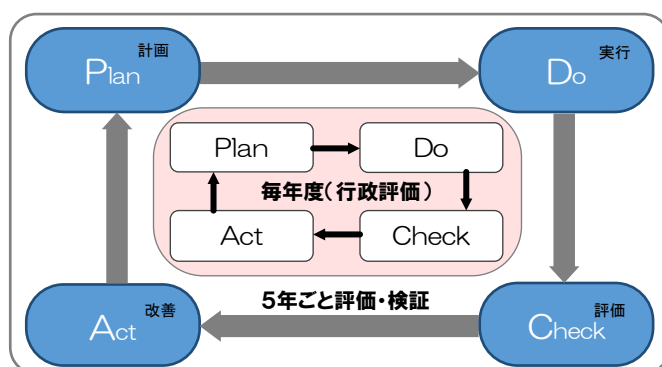 計画
Plan
実行
Do
Plan
Do
毎年度(行政評価)
Act
Check
5年ごと評価・検証
改善
Act
評価
Check